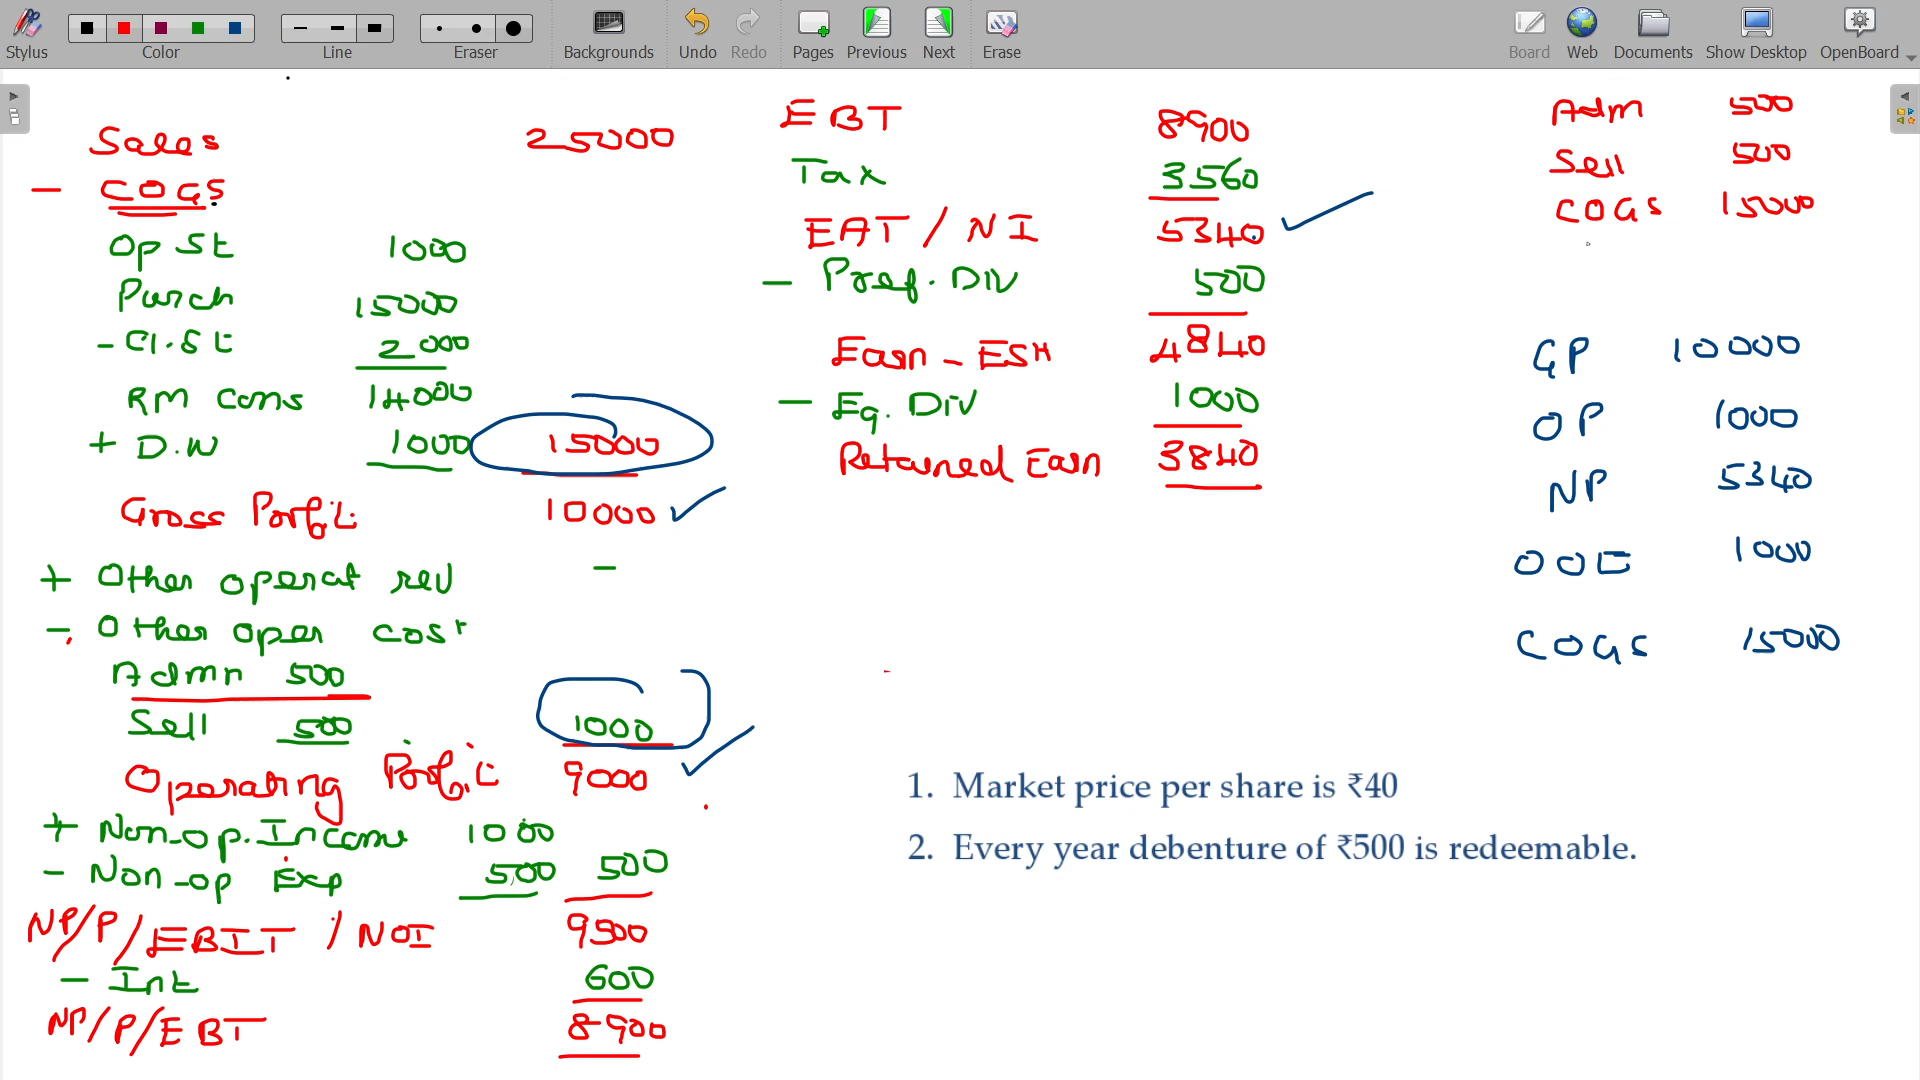 Stylus
Color
Line
Eraser
Backgrounds
Undo
Redo
Pages
Previous
Next
Erase
Board
Web
Documents
Show Desktop
OpenBoard
Sales 25000
- COGS
Op St 1000
Purch 15000
- Cl.St 2000
RM Cons 14000
+ D.W 1000 15000
Gross Porfit 10000
+ Other operat rev -
- Other oper cost
Admn 500
Sell 500 1000
Operating Porfit 9000
+ Non-op.Income 1000
- Non-op Exp 500 500
NP/P/EBIT / NOI 9500
- Int 600
NP/P/EBT 8900
EBT 8900
Tax 3560
EAT / NI 5340
- Pref. Div 500
Earn - ESH 4840
- Eq. Div 1000
Retained Earn 3840
Adm 500
Sell 500
COGS 15000
GP 10000
OP 1000
NP 5340
OOE 1000
COGS 15000
1. Market price per share is ₹40
2. Every year debenture of ₹500 is redeemable.